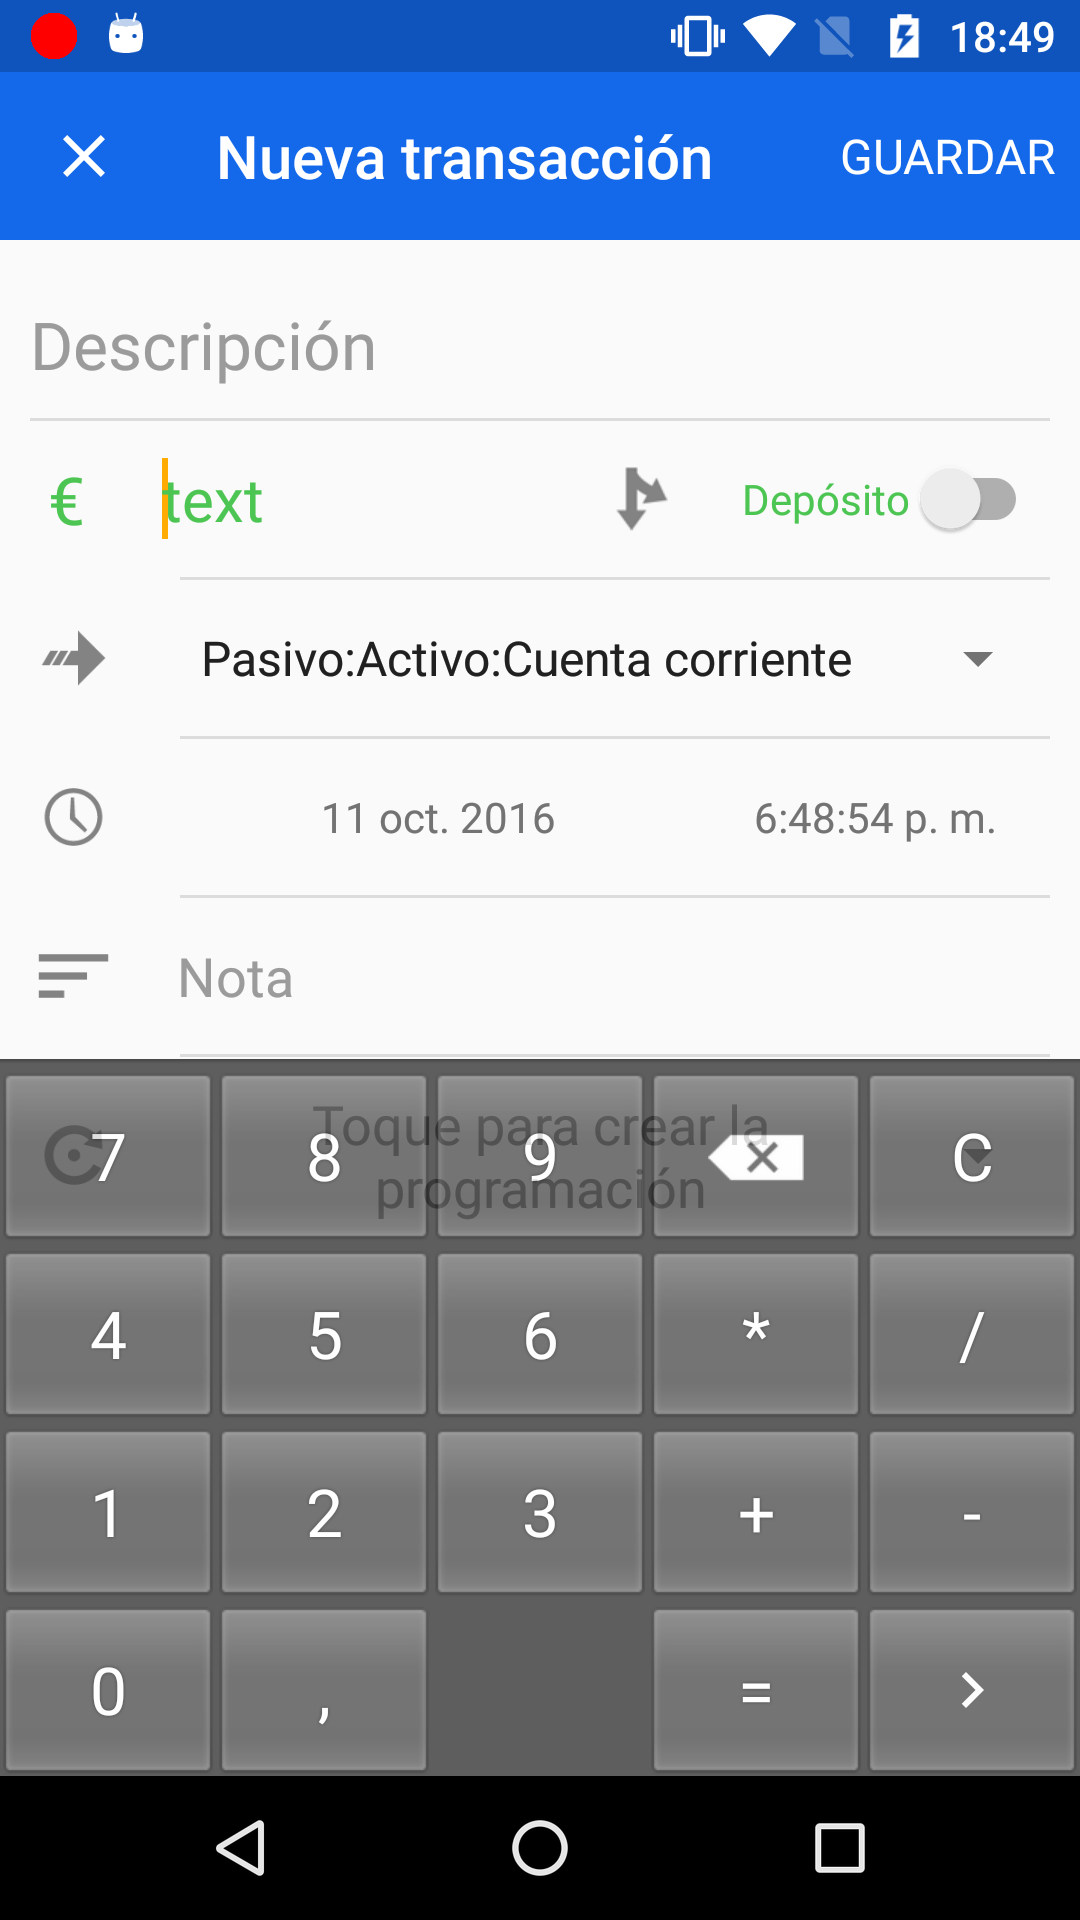 18:49
Nueva transacción GUARDAR
Descripción
€ text Depósito
Pasivo:Activo:Cuenta corriente
11 oct. 2016 6:48:54 p. m.
Nota
Toque para crear la
programación
7 8 9 C
4 5 6 * /
1 2 3 + -
0 , = >